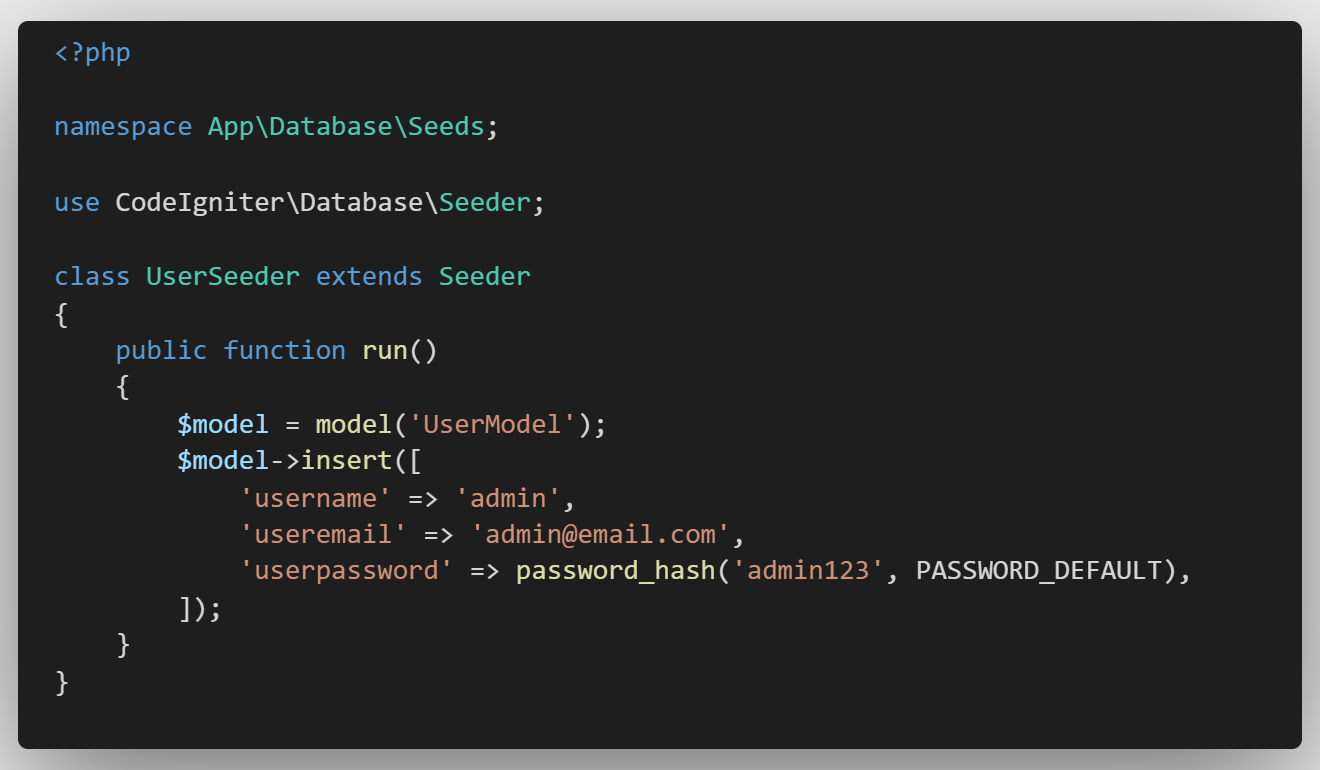 <?php
namespace App\Database\Seeds;
use CodeIgniter\Database\Seeder;
class UserSeeder extends Seeder
{
    public function run()
    {
        $model = model('UserModel');
        $model->insert([
            'username' => 'admin',
            'useremail' => 'admin@email.com',
            'userpassword' => password_hash('admin123', PASSWORD_DEFAULT),
        ]);
    }
}